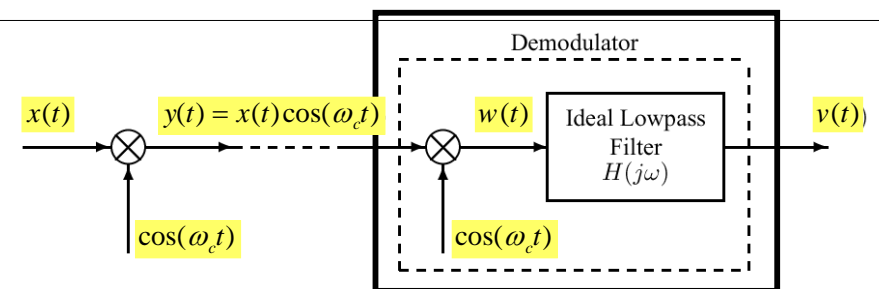 Demodulator
x(t)
y(t) = x(t)cos(ω_c t)
w(t)
Ideal Lowpass
Filter
H(jω)
v(t))
cos(ω_c t)
cos(ω_c t)